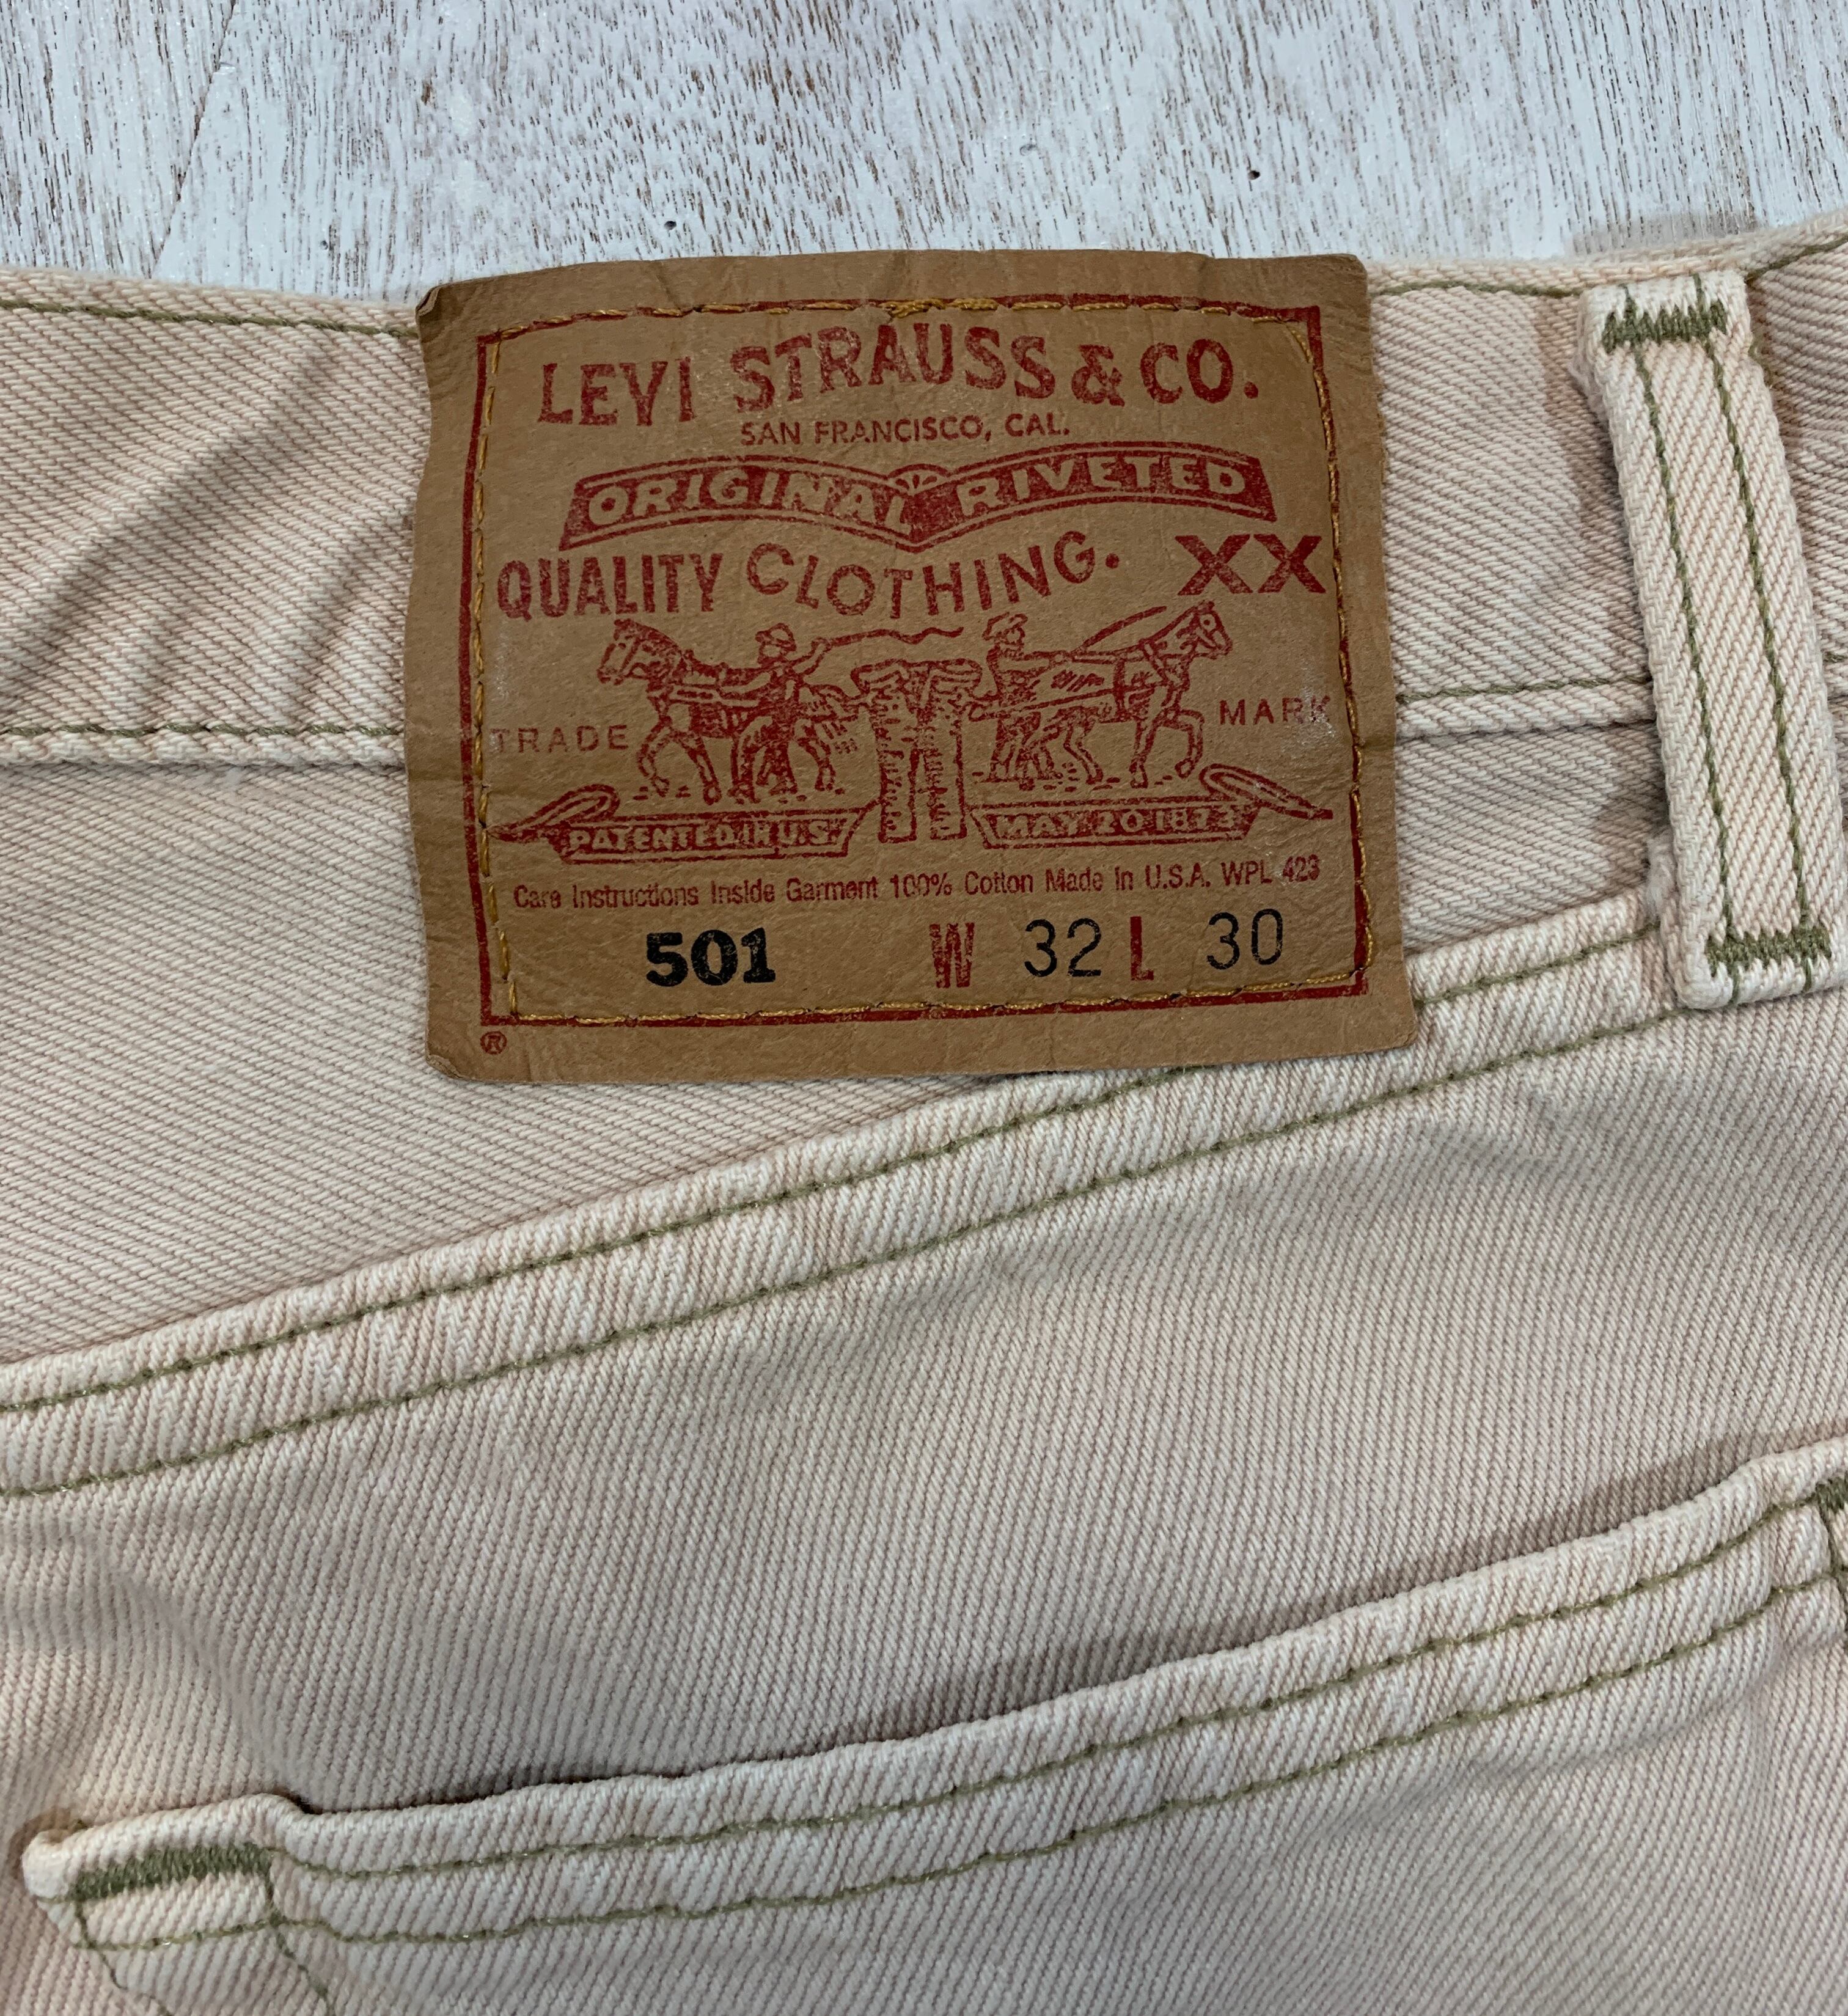 LEVI STRAUSS & CO.
SAN FRANCISCO, CAL.
ORIGINAL RIVETED
QUALITY CLOTHING. XX
TRADE MARK
PATENTED IN U.S. MAY 20 1873
Care Instructions Inside Garment 100% Cotton Made in U.S.A. WPL 423
501 W 32 L 30
®